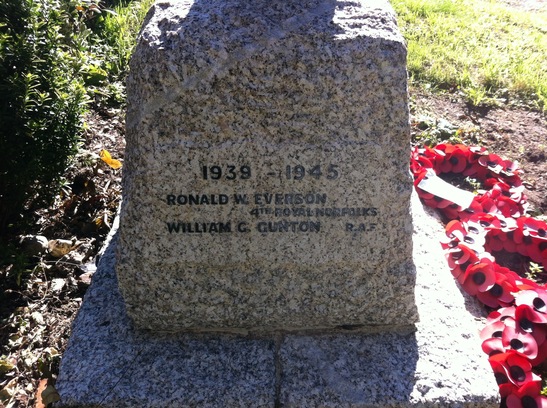 1939 - 1945
RONALD W. EVERSON
4TH ROYAL NORFOLKS
WILLIAM G. GUNTON R.A.F